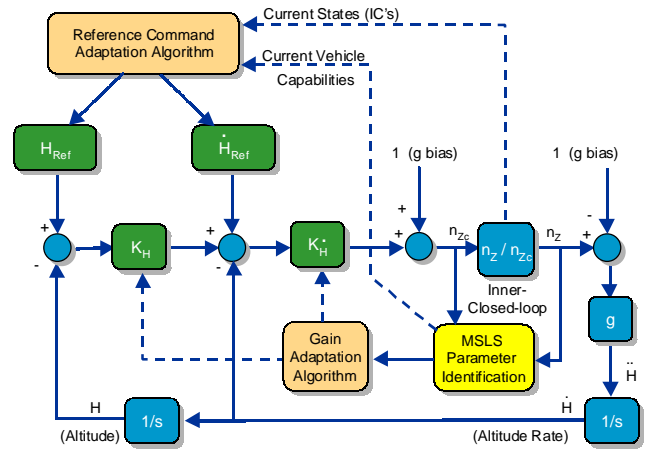 Current States (IC's)
Reference Command
Adaptation Algorithm
Current Vehicle
Capabilities
H_Ref
Ḣ_Ref
1 (g bias)
1 (g bias)
+
+
+
-
+
-
K_H
+
-
K_Ḣ
+
n_Zc
n_Z / n_Zc
n_Z
Inner-
Closed-loop
g
Gain
Adaptation
Algorithm
MSLS
Parameter
Identification
Ḧ
H
1/s
(Altitude)
Ḣ
(Altitude Rate)
1/s